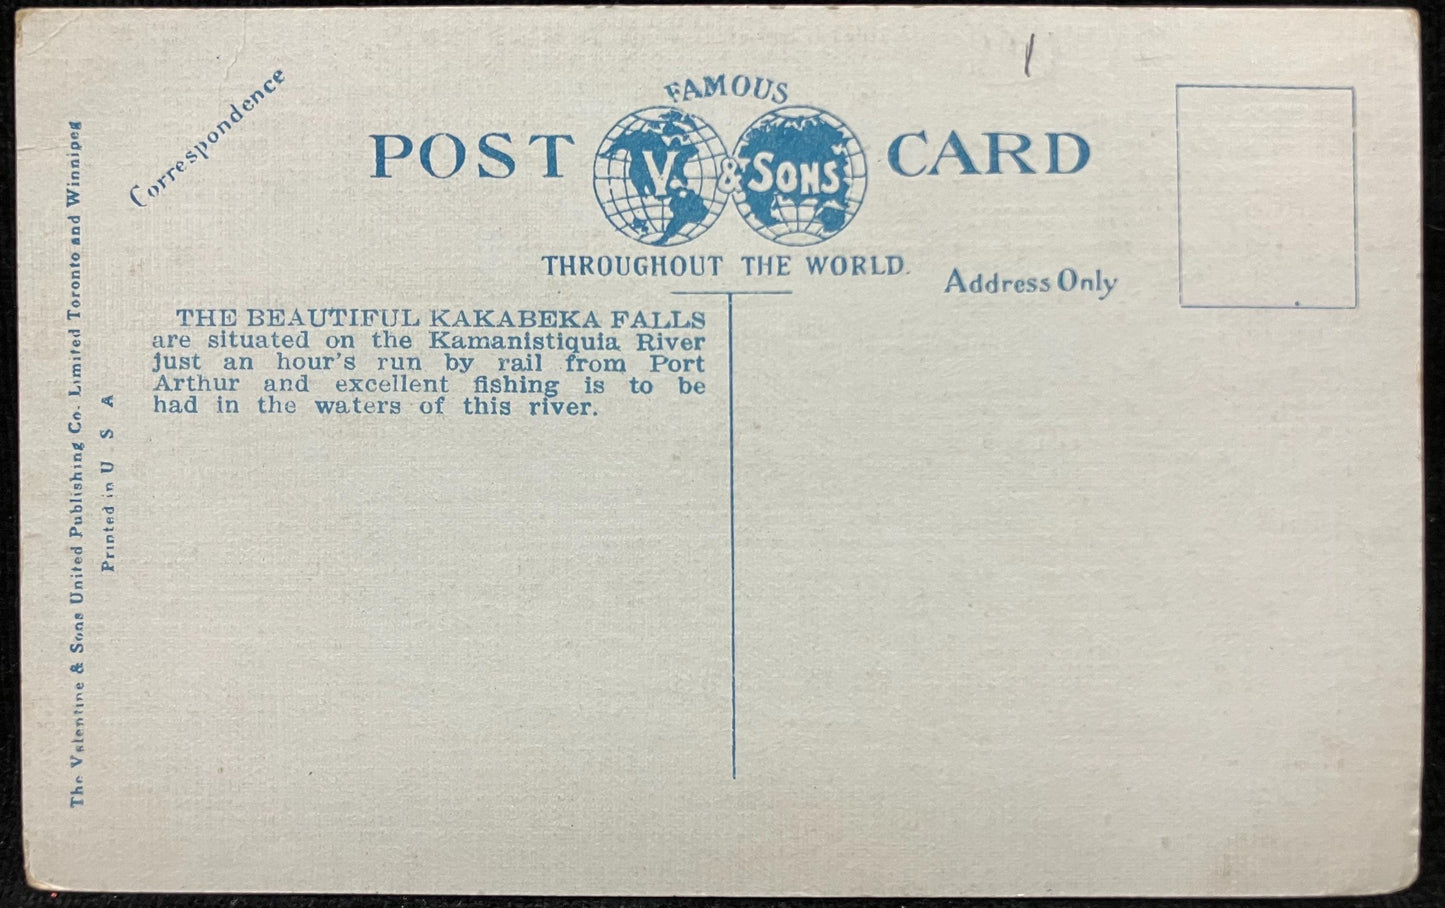 FAMOUS
POST V. & SONS' CARD
THROUGHOUT THE WORLD.
Correspondence
Address Only
THE BEAUTIFUL KAKABEKA FALLS
are situated on the Kamanistiquia River
just an hour's run by rail from Port
Arthur and excellent fishing is to be
had in the waters of this river.
The Valentine & Sons United Publishing Co. Limited Toronto and Winnipeg
Printed in U S A